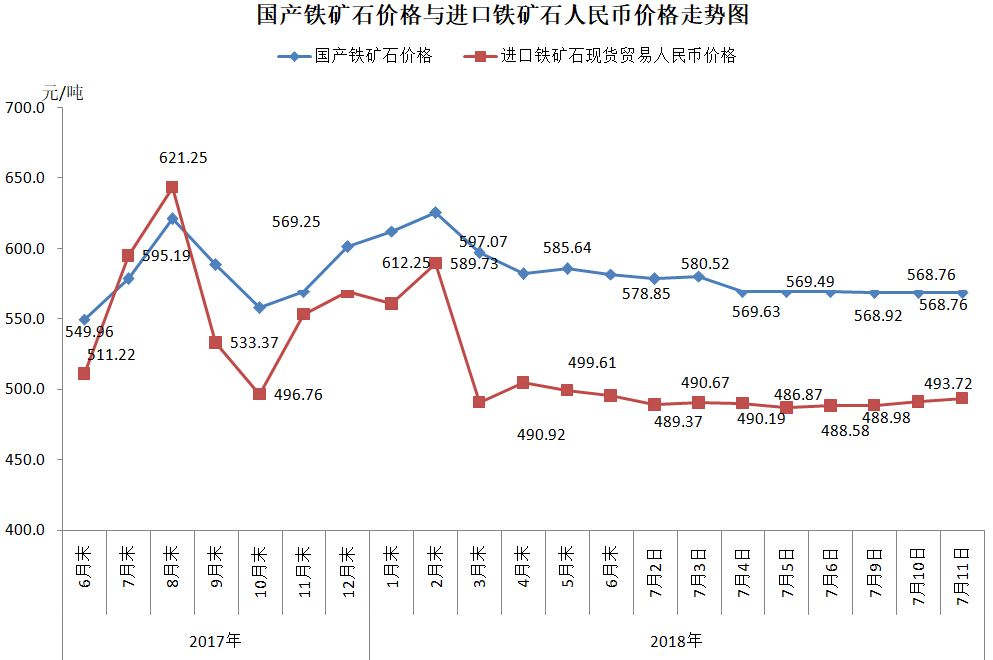 国产铁矿石价格与进口铁矿石人民币价格走势图
国产铁矿石价格 进口铁矿石现货贸易人民币价格
元/吨
700.0
650.0
600.0
550.0
500.0
450.0
400.0
621.25
569.25
595.19
549.96
511.22
533.37
496.76
612.25
597.07
589.73
585.64
578.85
580.52
569.63
569.49
568.92
568.76
568.76
490.92
499.61
489.37
490.67
490.19
486.87
488.58
488.98
493.72
6月末
7月末
8月末
9月末
10月末
11月末
12月末
1月末
2月末
3月末
4月末
5月末
6月末
7月2日
7月3日
7月4日
7月5日
7月6日
7月9日
7月10日
7月11日
2017年 2018年